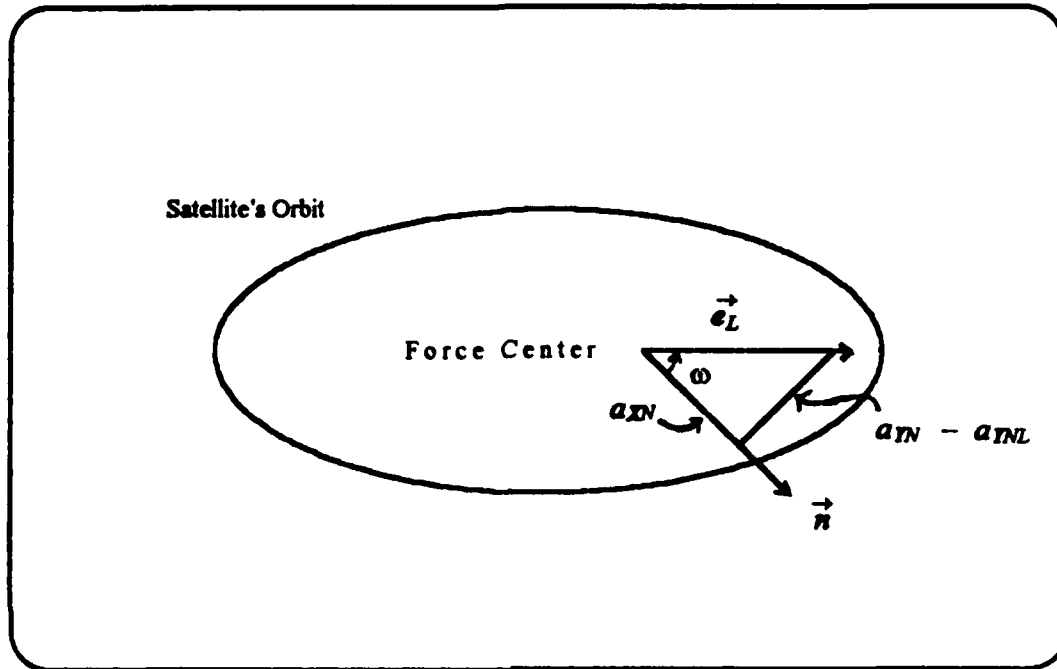 Satellite's Orbit
e_L
Force Center
ω
a_XN
a_YN - a_YNL
n